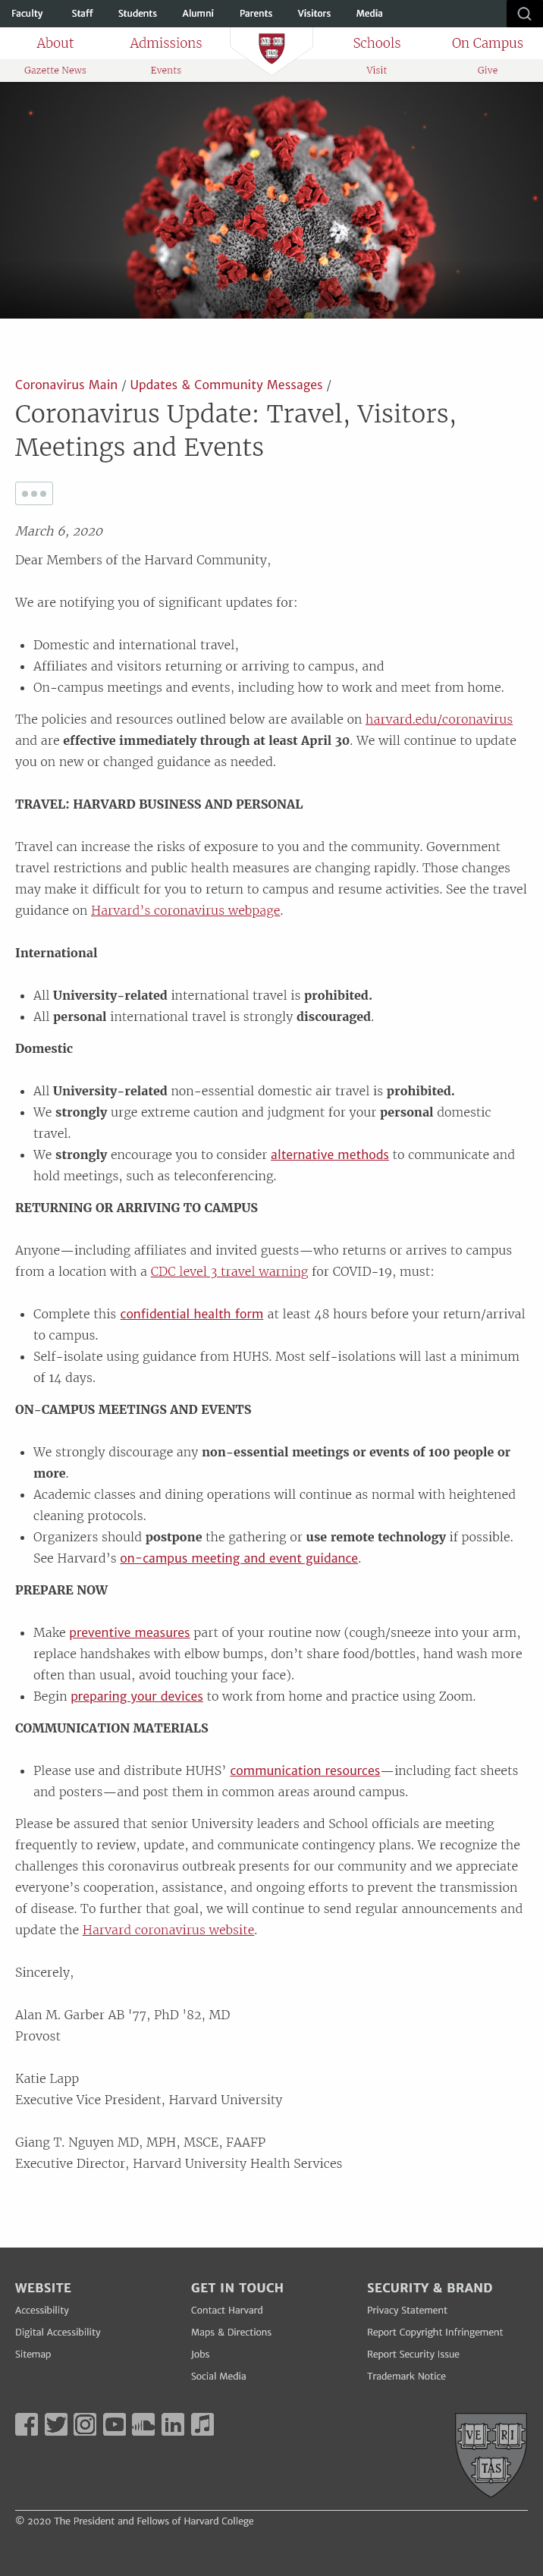 Faculty Staff Students Alumni Parents Visitors Media
About Admissions Schools On Campus
Gazette News Events Visit Give
Coronavirus Main / Updates & Community Messages /
Coronavirus Update: Travel, Visitors,
Meetings and Events
March 6, 2020
Dear Members of the Harvard Community,
We are notifying you of significant updates for:
• Domestic and international travel,
• Affiliates and visitors returning or arriving to campus, and
• On-campus meetings and events, including how to work and meet from home.
The policies and resources outlined below are available on harvard.edu/coronavirus
and are effective immediately through at least April 30. We will continue to update
you on new or changed guidance as needed.
TRAVEL: HARVARD BUSINESS AND PERSONAL
Travel can increase the risks of exposure to you and the community. Government
travel restrictions and public health measures are changing rapidly. Those changes
may make it difficult for you to return to campus and resume activities. See the travel
guidance on Harvard’s coronavirus webpage.
International
• All University-related international travel is prohibited.
• All personal international travel is strongly discouraged.
Domestic
• All University-related non-essential domestic air travel is prohibited.
• We strongly urge extreme caution and judgment for your personal domestic
travel.
• We strongly encourage you to consider alternative methods to communicate and
hold meetings, such as teleconferencing.
RETURNING OR ARRIVING TO CAMPUS
Anyone—including affiliates and invited guests—who returns or arrives to campus
from a location with a CDC level 3 travel warning for COVID-19, must:
• Complete this confidential health form at least 48 hours before your return/arrival
to campus.
• Self-isolate using guidance from HUHS. Most self-isolations will last a minimum
of 14 days.
ON-CAMPUS MEETINGS AND EVENTS
• We strongly discourage any non-essential meetings or events of 100 people or
more.
• Academic classes and dining operations will continue as normal with heightened
cleaning protocols.
• Organizers should postpone the gathering or use remote technology if possible.
See Harvard’s on-campus meeting and event guidance.
PREPARE NOW
• Make preventive measures part of your routine now (cough/sneeze into your arm,
replace handshakes with elbow bumps, don’t share food/bottles, hand wash more
often than usual, avoid touching your face).
• Begin preparing your devices to work from home and practice using Zoom.
COMMUNICATION MATERIALS
• Please use and distribute HUHS’ communication resources—including fact sheets
and posters—and post them in common areas around campus.
Please be assured that senior University leaders and School officials are meeting
frequently to review, update, and communicate contingency plans. We recognize the
challenge this coronavirus outbreak presents for our community and we appreciate
everyone’s cooperation, assistance, and ongoing efforts to prevent the transmission
of disease. To further that goal, we will continue to send regular announcements and
update the Harvard coronavirus website.
Sincerely,
Alan M. Garber AB '77, PhD '82, MD
Provost
Katie Lapp
Executive Vice President, Harvard University
Giang T. Nguyen MD, MPH, MSCE, FAAFP
Executive Director, Harvard University Health Services
WEBSITE GET IN TOUCH SECURITY & BRAND
Accessibility Contact Harvard Privacy Statement
Digital Accessibility Maps & Directions Report Copyright Infringement
Sitemap Jobs Report Security Issue
Social Media Trademark Notice
VE RI
TAS
© 2020 The President and Fellows of Harvard College